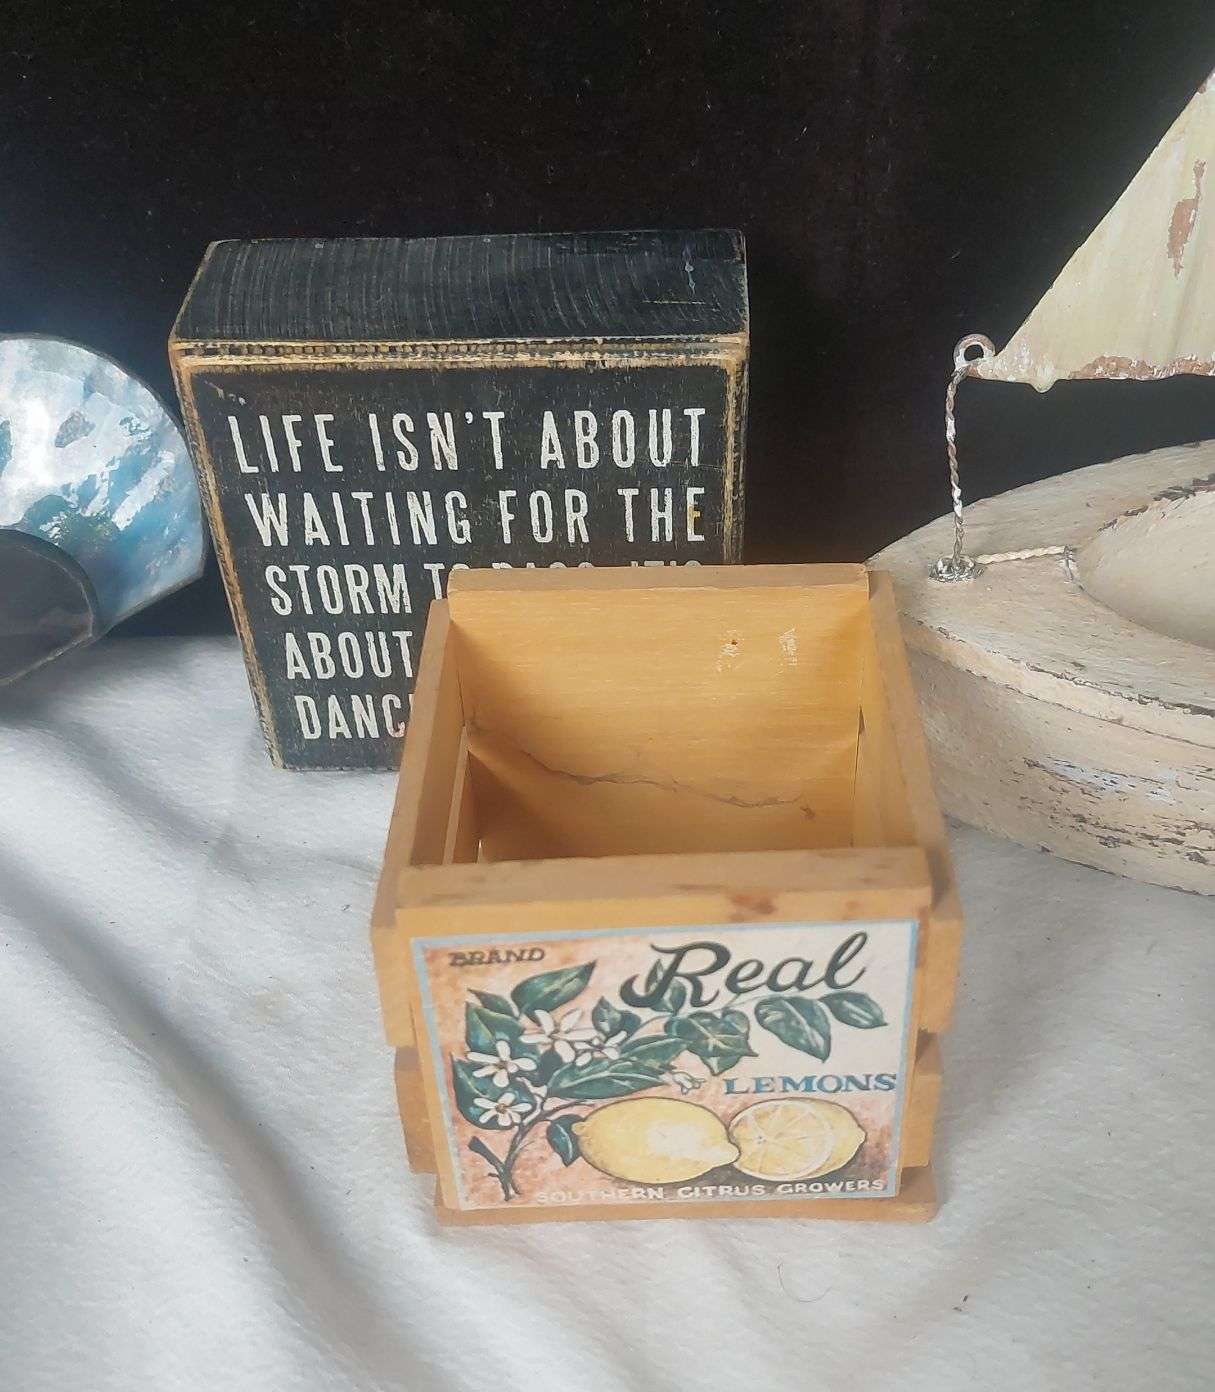 LIFE ISN'T ABOUT
WAITING FOR THE
STORM
ABOUT
BRAND
Real
LEMONS
SOUTHERN CITRUS GROWERS